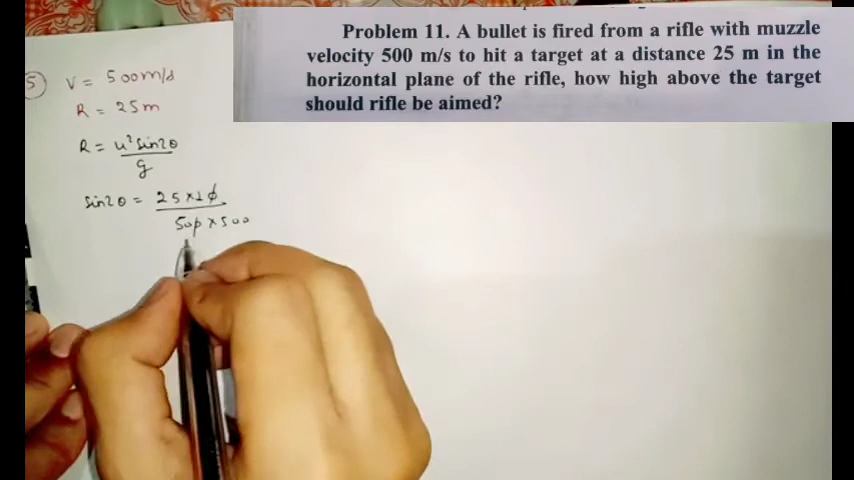 Problem 11. A bullet is fired from a rifle with muzzle
velocity 500 m/s to hit a target at a distance 25 m in the
horizontal plane of the rifle, how high above the target
should rifle be aimed?
5 V = 500m/s
R = 25m
R = u² sin2θ / g
sin2θ = 25×10 / 500×500